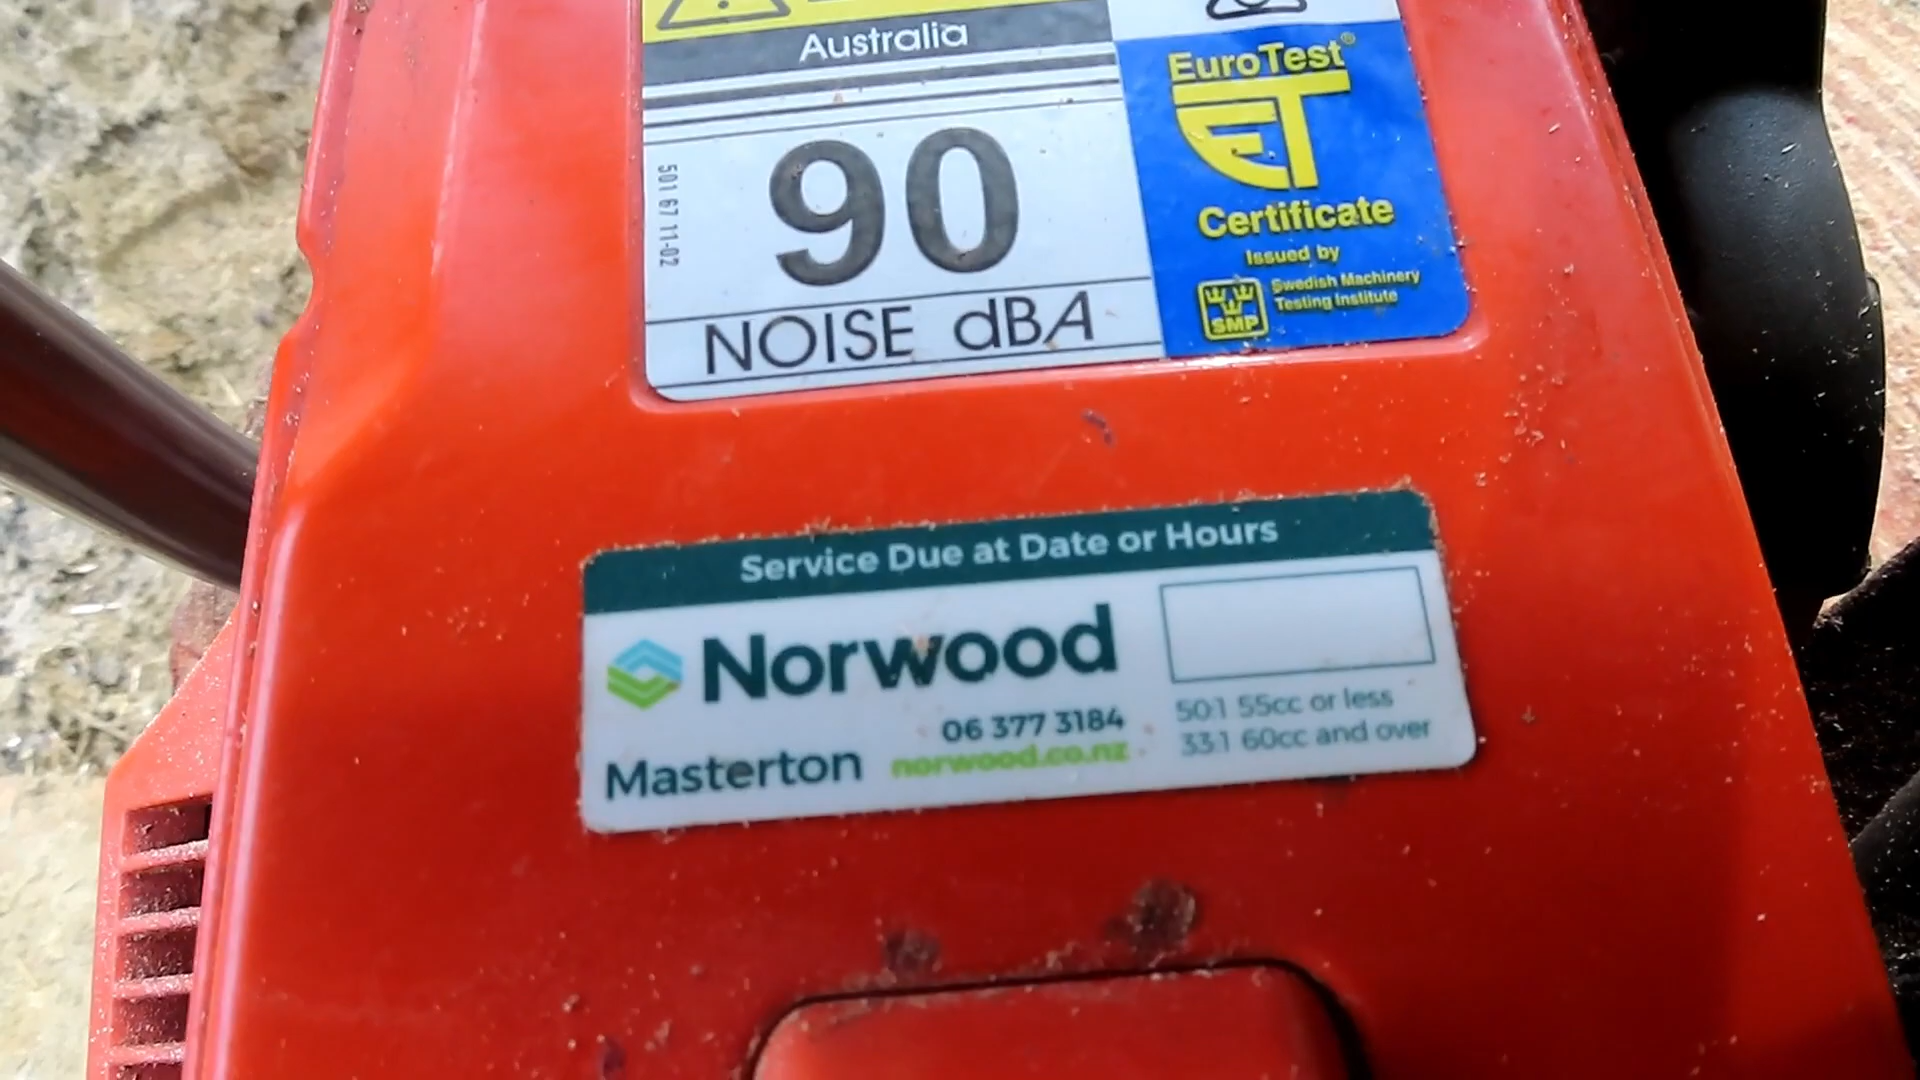 Australia
501 67 11-02
90
NOISE dBA
EuroTest®
ET
Certificate
Issued by
SMP
Swedish Machinery
Testing Institute
Service Due at Date or Hours
Norwood
06 377 3184
Masterton norwood.co.nz
50:1 55cc or less
33:1 60cc and over